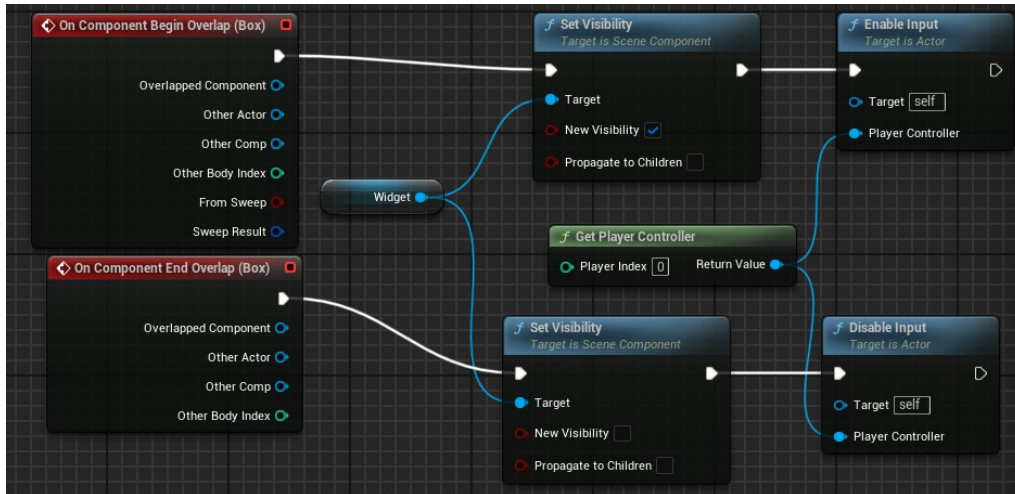 On Component Begin Overlap (Box)
Overlapped Component
Other Actor
Other Comp
Other Body Index
From Sweep
Sweep Result
On Component End Overlap (Box)
Overlapped Component
Other Actor
Other Comp
Other Body Index
Widget
f Set Visibility
Target is Scene Component
Target
New Visibility
Propagate to Children
f Get Player Controller
Player Index 0 Return Value
f Set Visibility
Target is Scene Component
Target
New Visibility
Propagate to Children
f Enable Input
Target is Actor
Target self
Player Controller
f Disable Input
Target is Actor
Target self
Player Controller